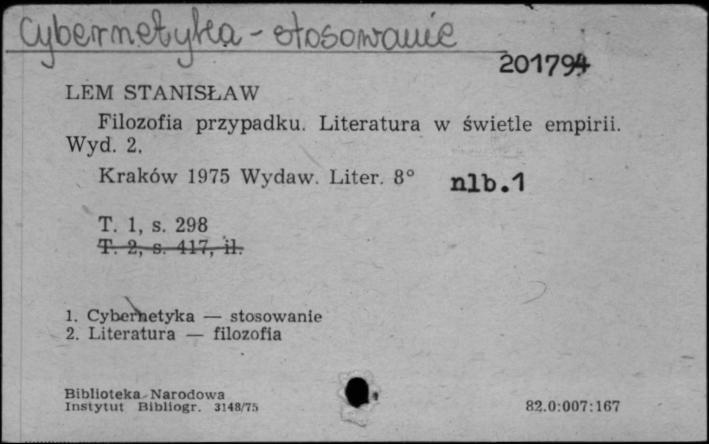 Cybernetyka - stosowanie
201794
LEM STANISŁAW
Filozofia przypadku. Literatura w świetle empirii.
Wyd. 2.
Kraków 1975 Wydaw. Liter. 8°
nlb.1
T. 1, s. 298
T. 2, s. 417, il.
1. Cybernetyka — stosowanie
2. Literatura — filozofia
Biblioteka Narodowa
Instytut Bibliogr. 3148/75
82.0:007:167